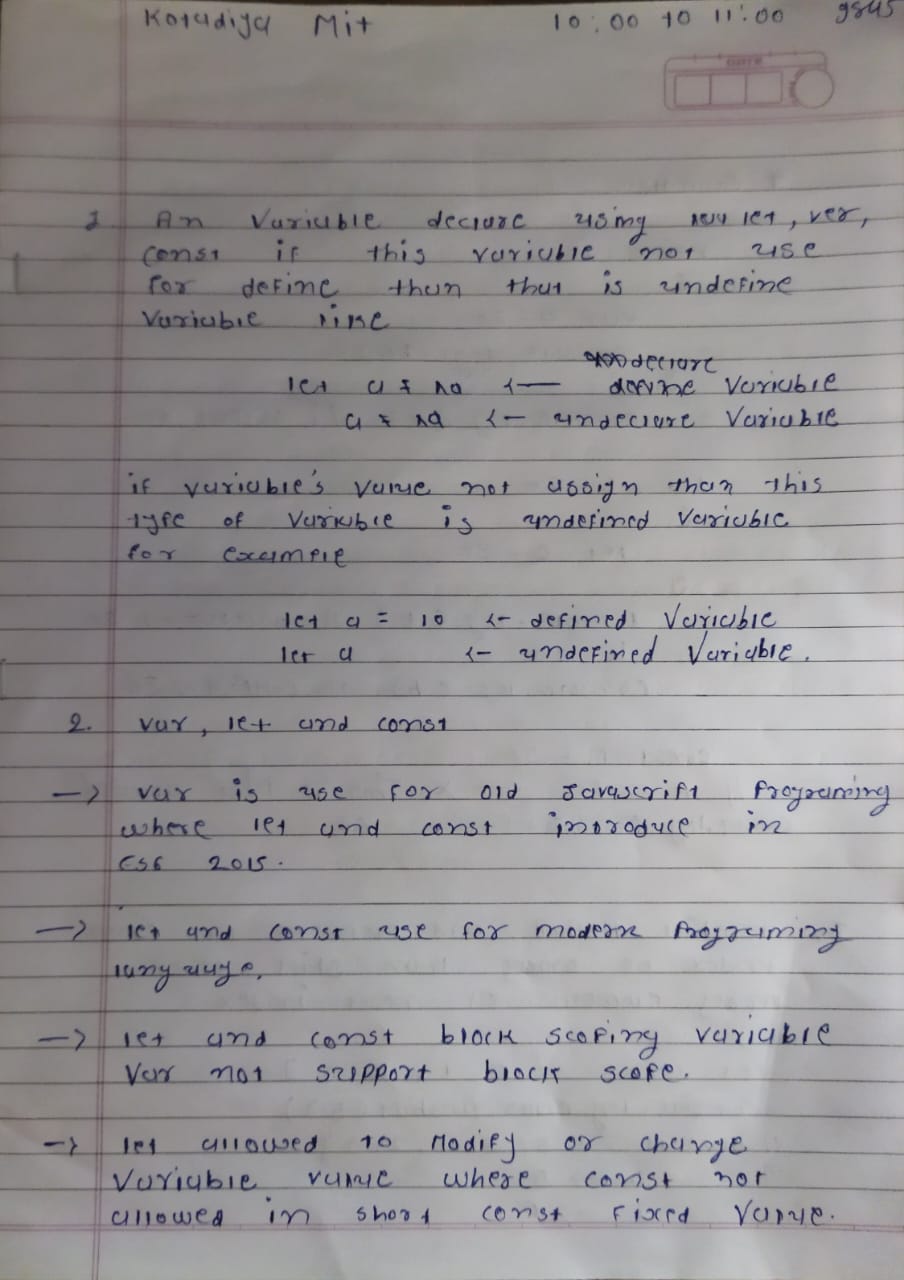 Koradiya Mit 10:00 to 11:00
DATE
1. An Variable declare using let, ver,
const if this variable not use
for define than that is undefine
Variable
declare
let a = 10 <— define Variable
a = 10 <- undeclare Variable
if variable's value not assign than this
type of Variable is undefined variable
for example
let a = 10 <- defined Variable
let a <- undefined Variable.
2. var, let and const
-> var is use for old Javascript Programing
where let and const introduce in
ES6 2015.
-> let and const use for modern Programing
language.
-> let and const block scoping variable
Var not support block scope.
-> let allowed to Modify or change
Variable value where const not
allowed in short const fixed value.